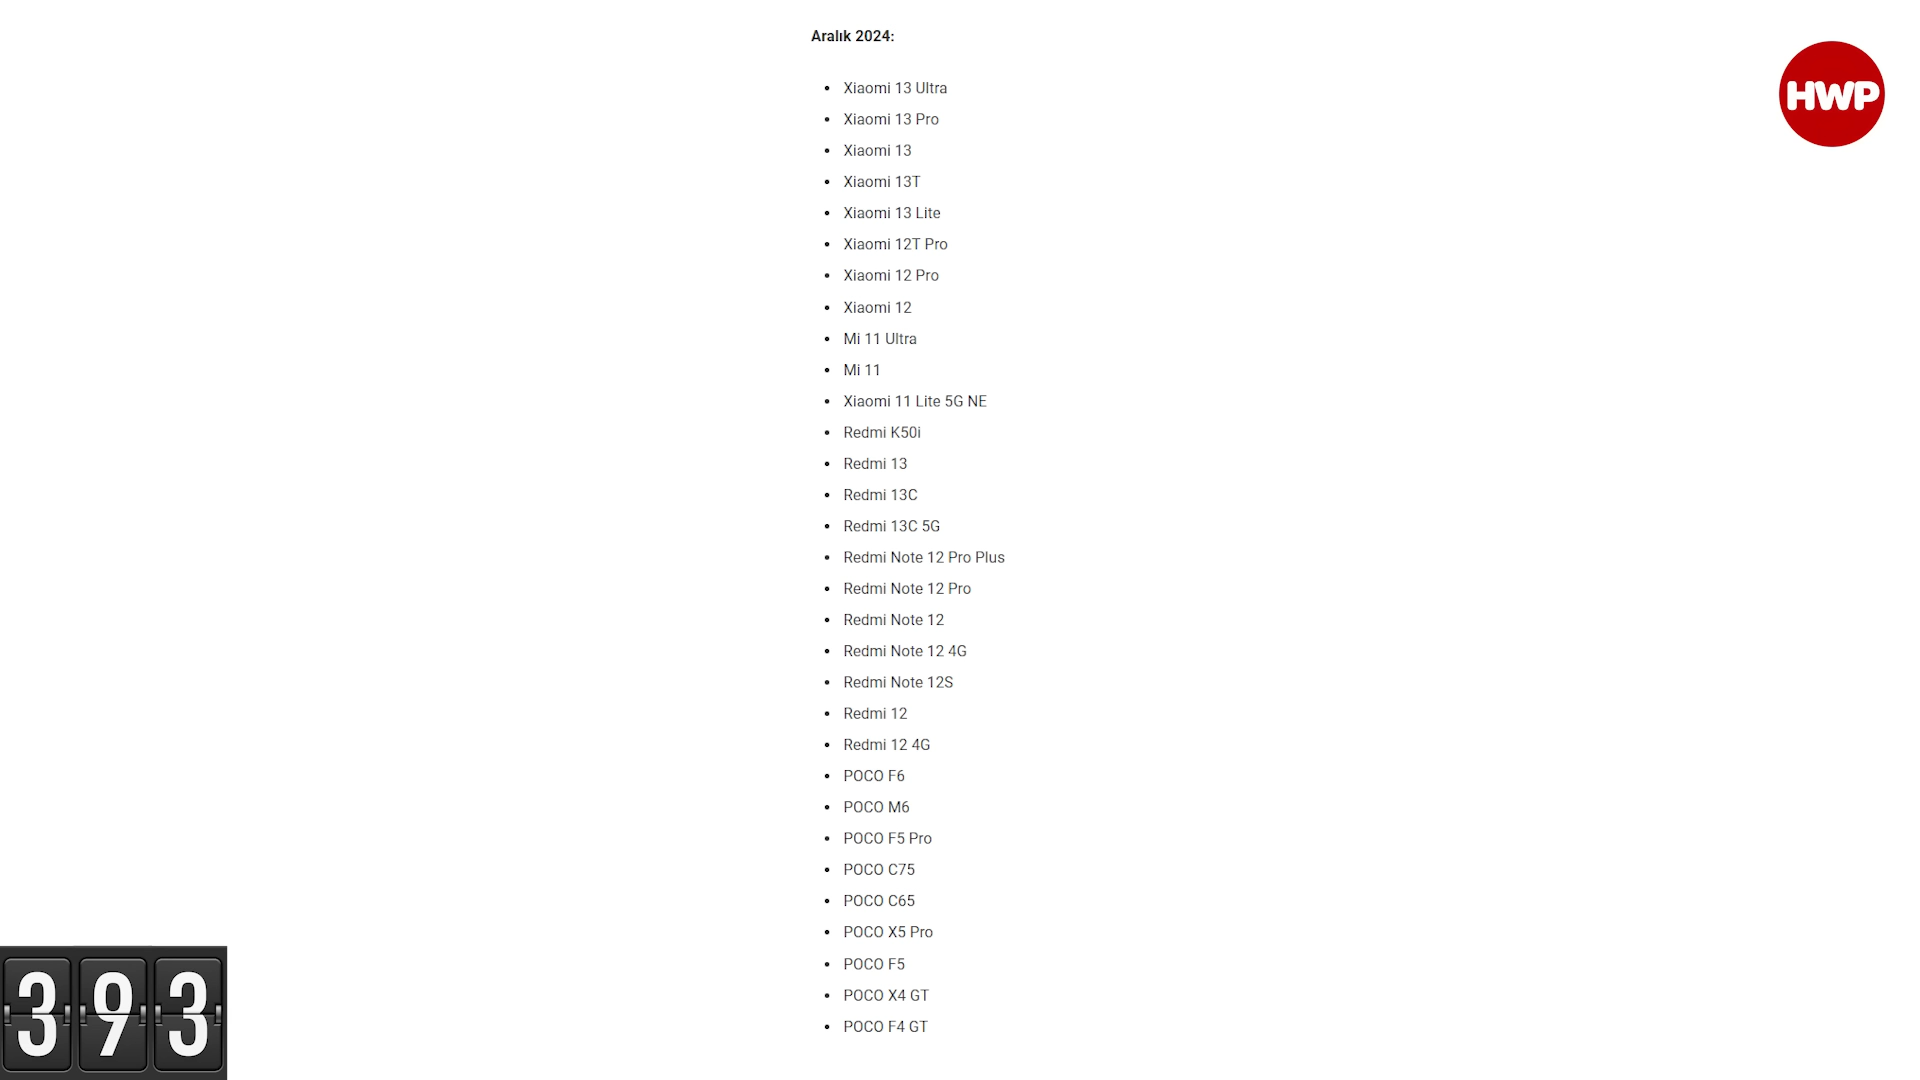 Aralık 2024:
HWP
Xiaomi 13 Ultra
Xiaomi 13 Pro
Xiaomi 13
Xiaomi 13T
Xiaomi 13 Lite
Xiaomi 12T Pro
Xiaomi 12 Pro
Xiaomi 12
Mi 11 Ultra
Mi 11
Xiaomi 11 Lite 5G NE
Redmi K50i
Redmi 13
Redmi 13C
Redmi 13C 5G
Redmi Note 12 Pro Plus
Redmi Note 12 Pro
Redmi Note 12
Redmi Note 12 4G
Redmi Note 12S
Redmi 12
Redmi 12 4G
POCO F6
POCO M6
POCO F5 Pro
POCO C75
POCO C65
POCO X5 Pro
POCO F5
POCO X4 GT
POCO F4 GT
393